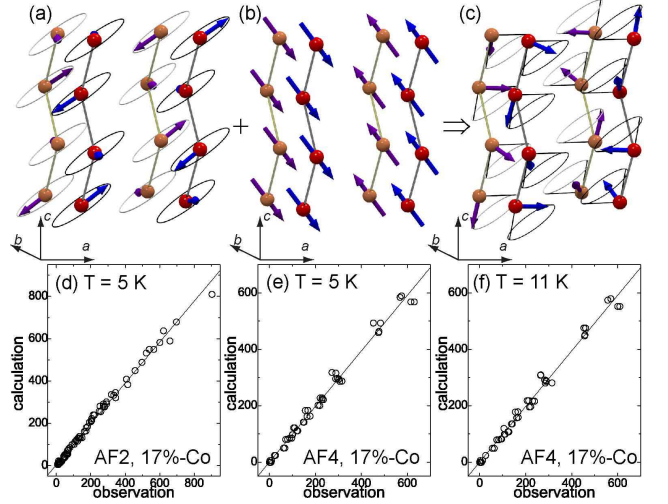 (a) (b) (c)
+ ⇒
c c c
b a b a b a
(d) T = 5 K
(e) T = 5 K
(f) T = 11 K
calculation
800
600
400
200
0
0 200 400 600 800
observation
AF2, 17%-Co
calculation
600
400
200
0
0 200 400 600
observation
AF4, 17%-Co
calculation
600
400
200
0
0 200 400 600
observation
AF4, 17%-Co